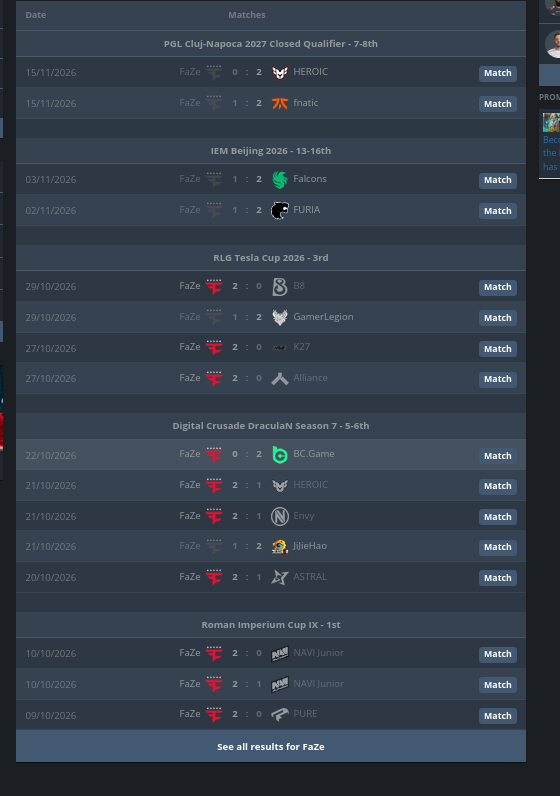 Date Matches
PGL Cluj-Napoca 2027 Closed Qualifier - 7-8th
15/11/2026 FaZe 0 : 2 HEROIC Match
15/11/2026 FaZe 1 : 2 fnatic Match
IEM Beijing 2026 - 13-16th
03/11/2026 FaZe 1 : 2 Falcons Match
02/11/2026 FaZe 1 : 2 FURIA Match
RLG Tesla Cup 2026 - 3rd
29/10/2026 FaZe 2 : 0 B8 Match
29/10/2026 FaZe 1 : 2 GamerLegion Match
27/10/2026 FaZe 2 : 0 K27 Match
27/10/2026 FaZe 2 : 0 Alliance Match
Digital Crusade DraculaN Season 7 - 5-6th
22/10/2026 FaZe 0 : 2 BC.Game Match
21/10/2026 FaZe 2 : 1 HEROIC Match
21/10/2026 FaZe 2 : 1 Envy Match
21/10/2026 FaZe 1 : 2 JiJieHao Match
20/10/2026 FaZe 2 : 1 ASTRAL Match
Roman Imperium Cup IX - 1st
10/10/2026 FaZe 2 : 0 NAVI Junior Match
10/10/2026 FaZe 2 : 1 NAVI Junior Match
09/10/2026 FaZe 2 : 0 PURE Match
See all results for FaZe
PROM
Beco
the
has